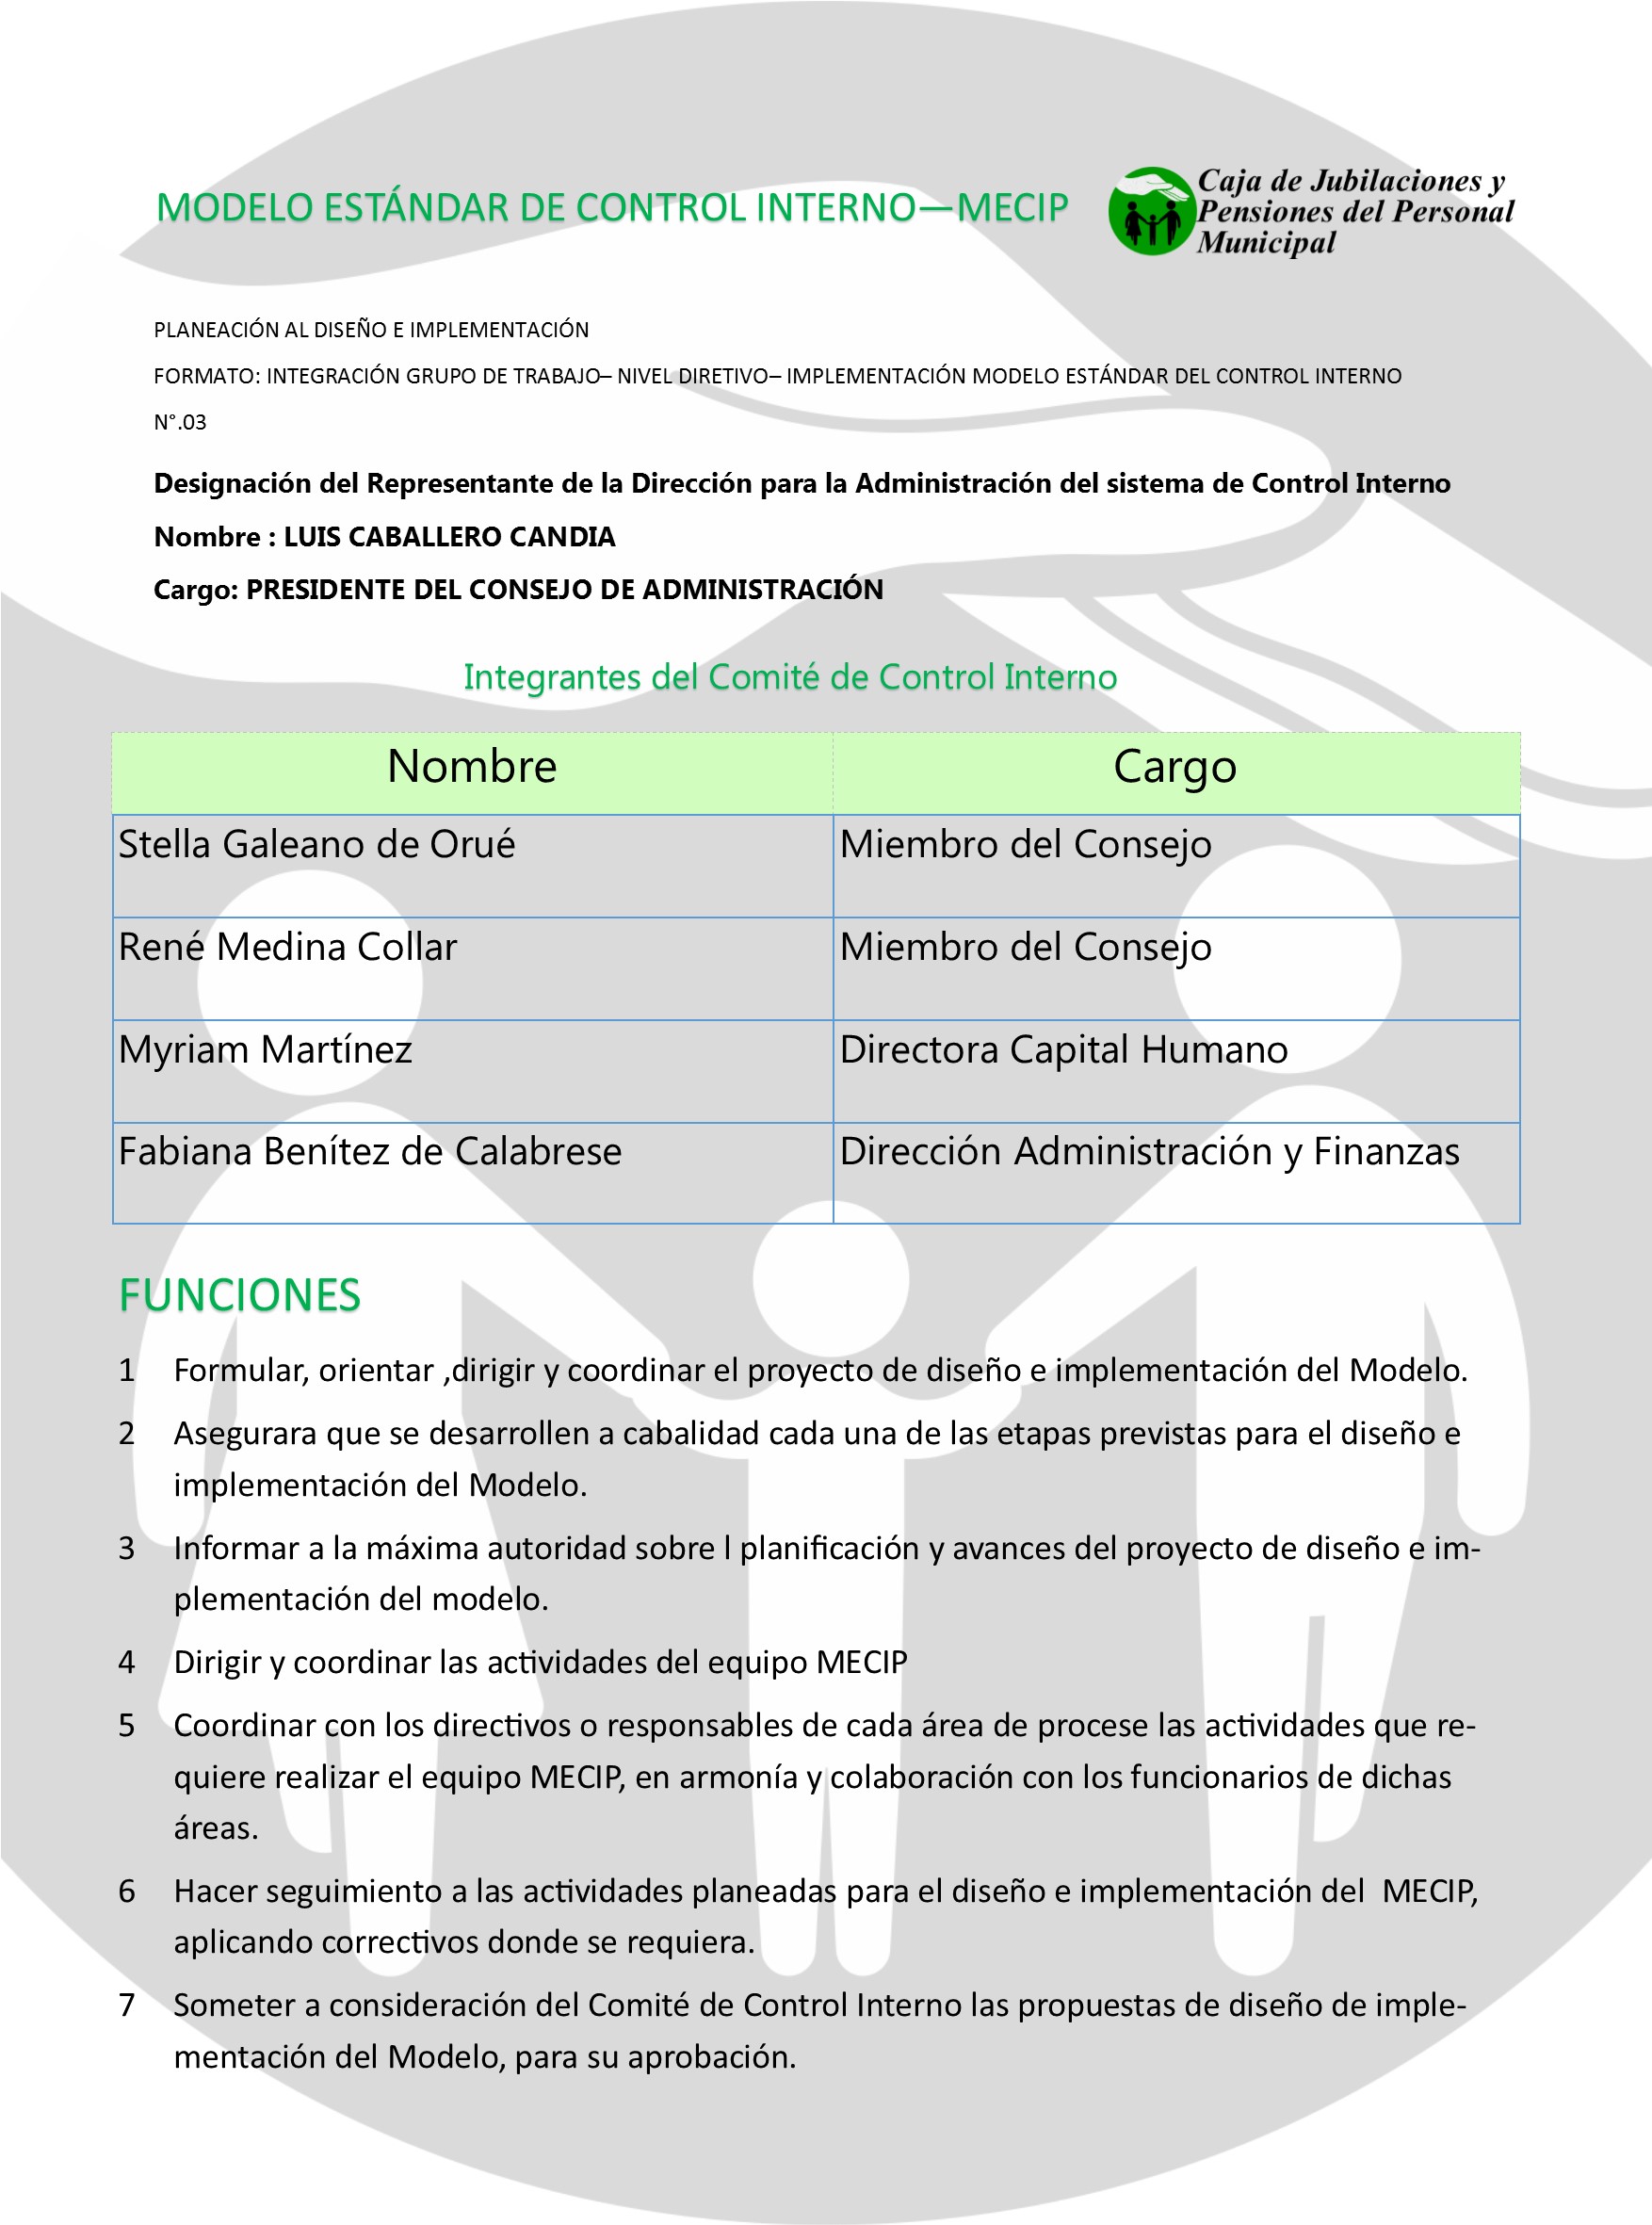 MODELO ESTÁNDAR DE CONTROL INTERNO—MECIP
Caja de Jubilaciones y
Pensiones del Personal
Municipal
PLANEACIÓN AL DISEÑO E IMPLEMENTACIÓN
FORMATO: INTEGRACIÓN GRUPO DE TRABAJO– NIVEL DIRETIVO– IMPLEMENTACIÓN MODELO ESTÁNDAR DEL CONTROL INTERNO
N°.03
Designación del Representante de la Dirección para la Administración del sistema de Control Interno
Nombre : LUIS CABALLERO CANDIA
Cargo: PRESIDENTE DEL CONSEJO DE ADMINISTRACIÓN
Integrantes del Comité de Control Interno
Nombre Cargo
Stella Galeano de Orué Miembro del Consejo
René Medina Collar Miembro del Consejo
Myriam Martínez Directora Capital Humano
Fabiana Benítez de Calabrese Dirección Administración y Finanzas
FUNCIONES
1 Formular, orientar ,dirigir y coordinar el proyecto de diseño e implementación del Modelo.
2 Asegurara que se desarrollen a cabalidad cada una de las etapas previstas para el diseño e
implementación del Modelo.
3 Informar a la máxima autoridad sobre l planificación y avances del proyecto de diseño e im-
plementación del modelo.
4 Dirigir y coordinar las actividades del equipo MECIP
5 Coordinar con los directivos o responsables de cada área de procese las actividades que re-
quiere realizar el equipo MECIP, en armonía y colaboración con los funcionarios de dichas
áreas.
6 Hacer seguimiento a las actividades planeadas para el diseño e implementación del  MECIP,
aplicando correctivos donde se requiera.
7 Someter a consideración del Comité de Control Interno las propuestas de diseño de imple-
mentación del Modelo, para su aprobación.